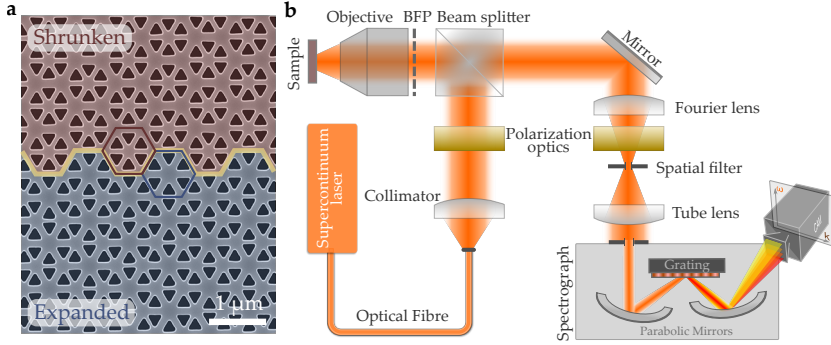 a
Shrunken
Expanded
1 μm
b
Objective
BFP
Beam splitter
Mirror
Sample
Fourier lens
Polarization
optics
Spatial filter
Supercontinuum
laser
Collimator
Tube lens
Optical Fibre
Spectrograph
Grating
Parabolic Mirrors
CAM
ω
k